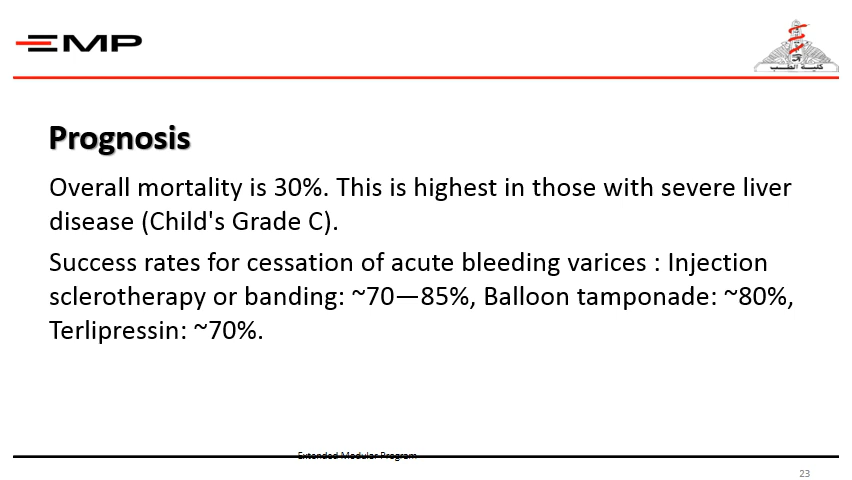 EMP
كلية الطب
Prognosis
Overall mortality is 30%. This is highest in those with severe liver
disease (Child's Grade C).
Success rates for cessation of acute bleeding varices : Injection
sclerotherapy or banding: ~70—85%, Balloon tamponade: ~80%,
Terlipressin: ~70%.
Extended Modular Program
23